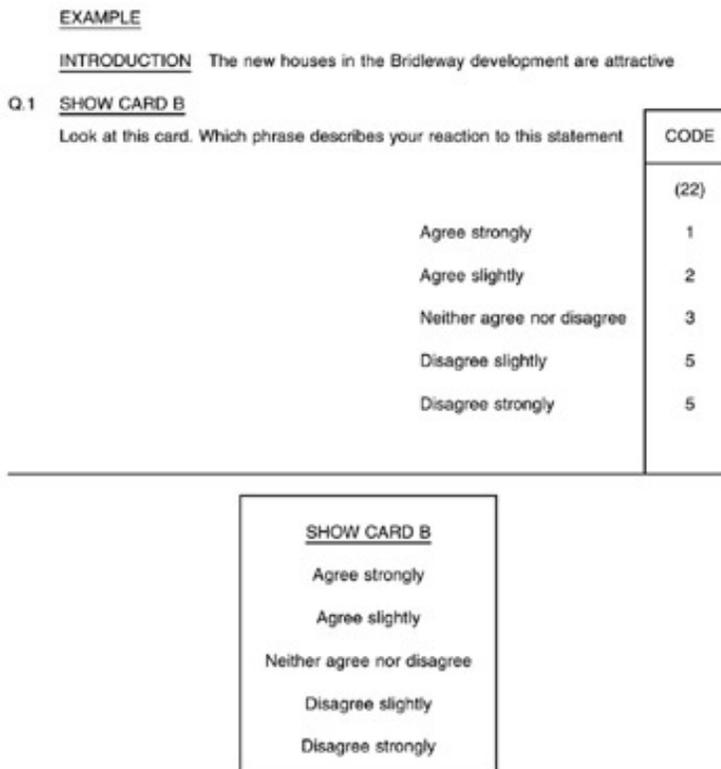 EXAMPLE
INTRODUCTION The new houses in the Bridleway development are attractive
Q.1 SHOW CARD B
Look at this card. Which phrase describes your reaction to this statement CODE
(22)
Agree strongly 1
Agree slightly 2
Neither agree nor disagree 3
Disagree slightly 5
Disagree strongly 5
SHOW CARD B
Agree strongly
Agree slightly
Neither agree nor disagree
Disagree slightly
Disagree strongly